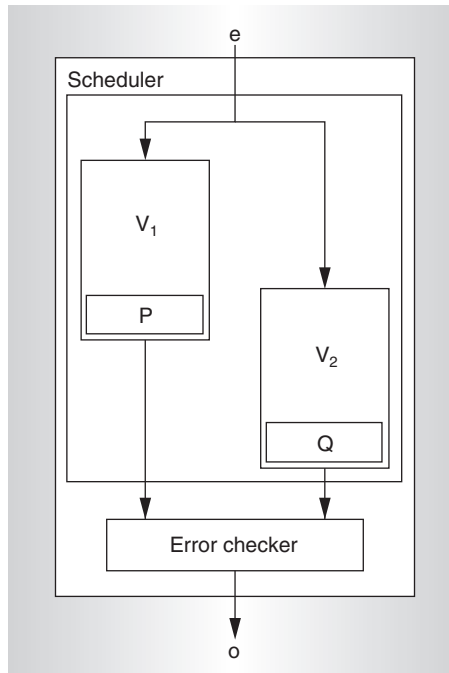 e
Scheduler
V₁
P
V₂
Q
Error checker
o